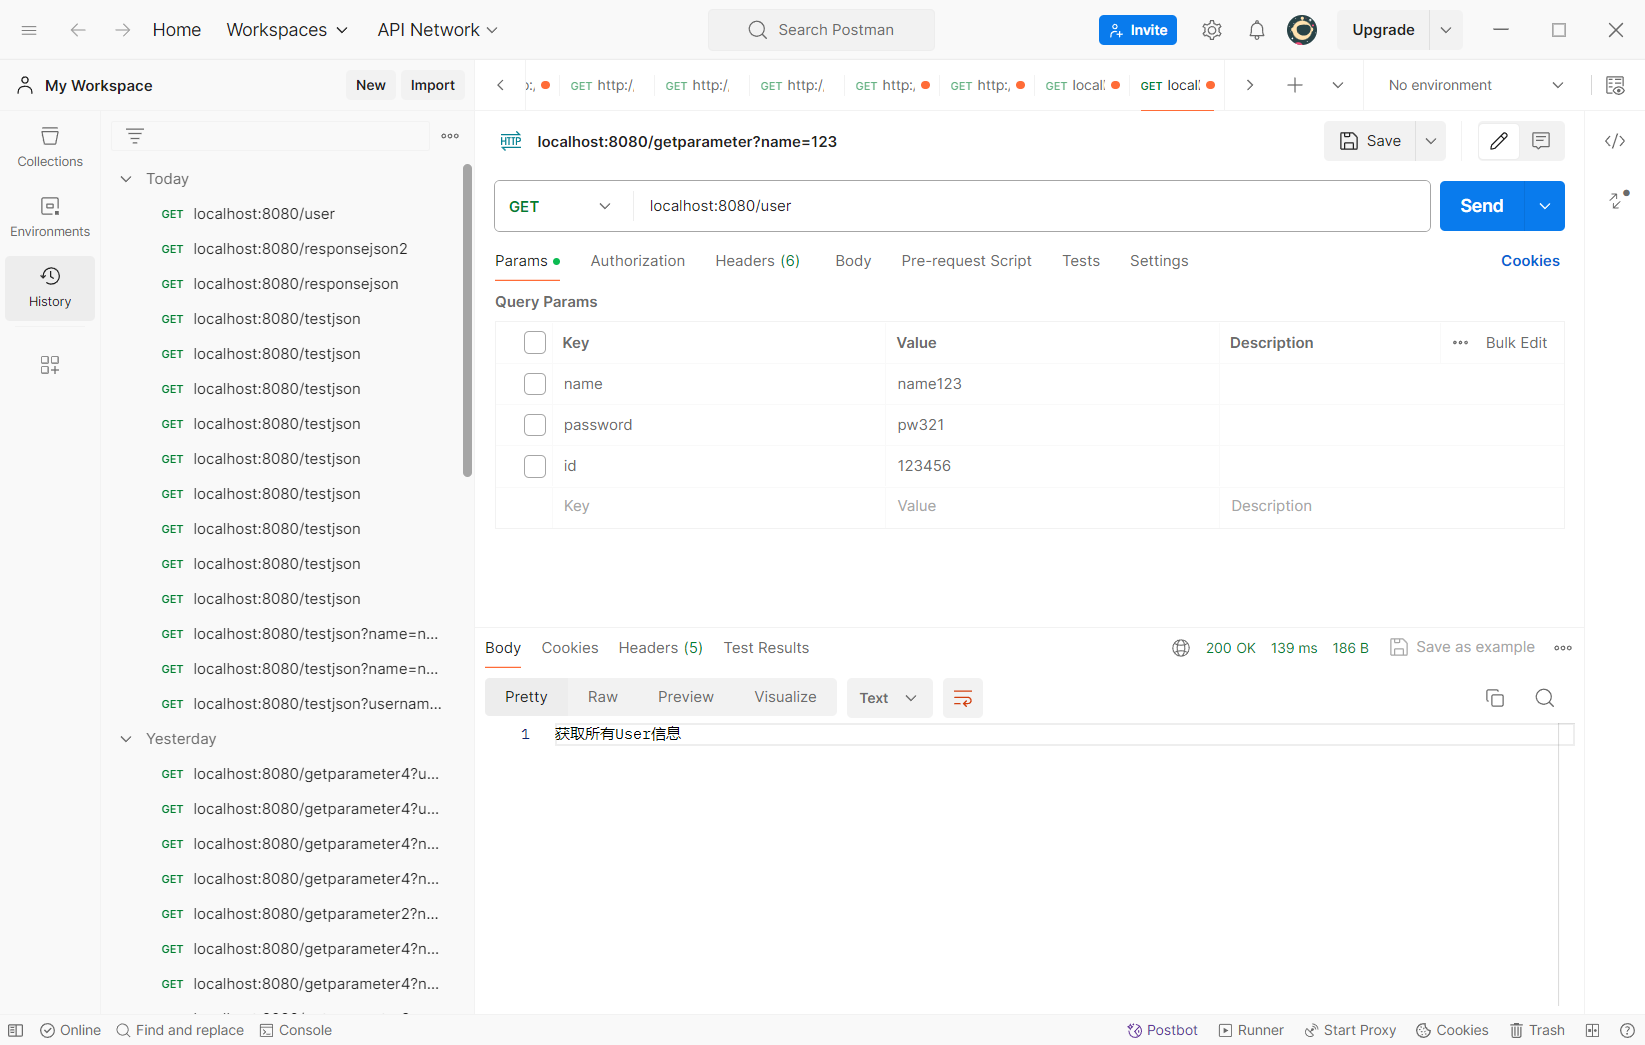 Home Workspaces API Network Search Postman Invite Upgrade
My Workspace New Import
GET http:/ GET http:/ GET http:/ GET http:, GET http:, GET local: GET local: No environment
Collections
Environments
History
Today
GET localhost:8080/user
GET localhost:8080/responsejson2
GET localhost:8080/responsejson
GET localhost:8080/testjson
GET localhost:8080/testjson
GET localhost:8080/testjson
GET localhost:8080/testjson
GET localhost:8080/testjson
GET localhost:8080/testjson
GET localhost:8080/testjson
GET localhost:8080/testjson
GET localhost:8080/testjson
GET localhost:8080/testjson?name=n...
GET localhost:8080/testjson?name=n...
GET localhost:8080/testjson?usernam...
Yesterday
GET localhost:8080/getparameter4?u...
GET localhost:8080/getparameter4?u...
GET localhost:8080/getparameter4?n...
GET localhost:8080/getparameter4?n...
GET localhost:8080/getparameter2?n...
GET localhost:8080/getparameter4?n...
GET localhost:8080/getparameter4?n...
HTTP localhost:8080/getparameter?name=123 Save
GET localhost:8080/user Send
Params Authorization Headers (6) Body Pre-request Script Tests Settings Cookies
Query Params
Key Value Description Bulk Edit
name name123
password pw321
id 123456
Key Value Description
Body Cookies Headers (5) Test Results 200 OK 139 ms 186 B Save as example
Pretty Raw Preview Visualize Text
1 获取所有User信息
Online Find and replace Console Postbot Runner Start Proxy Cookies Trash